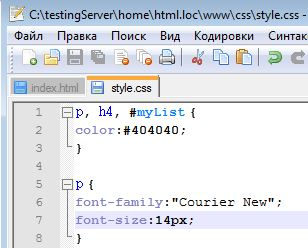 C:\testingServer\home\html.loc\www\css\style.css -
Файл Правка Поиск Вид Кодировки
index.html style.css
1 p, h4, #myList {
2 color:#404040;
3 }
4
5 p {
6 font-family:"Courier New";
7 font-size:14px;
8 }